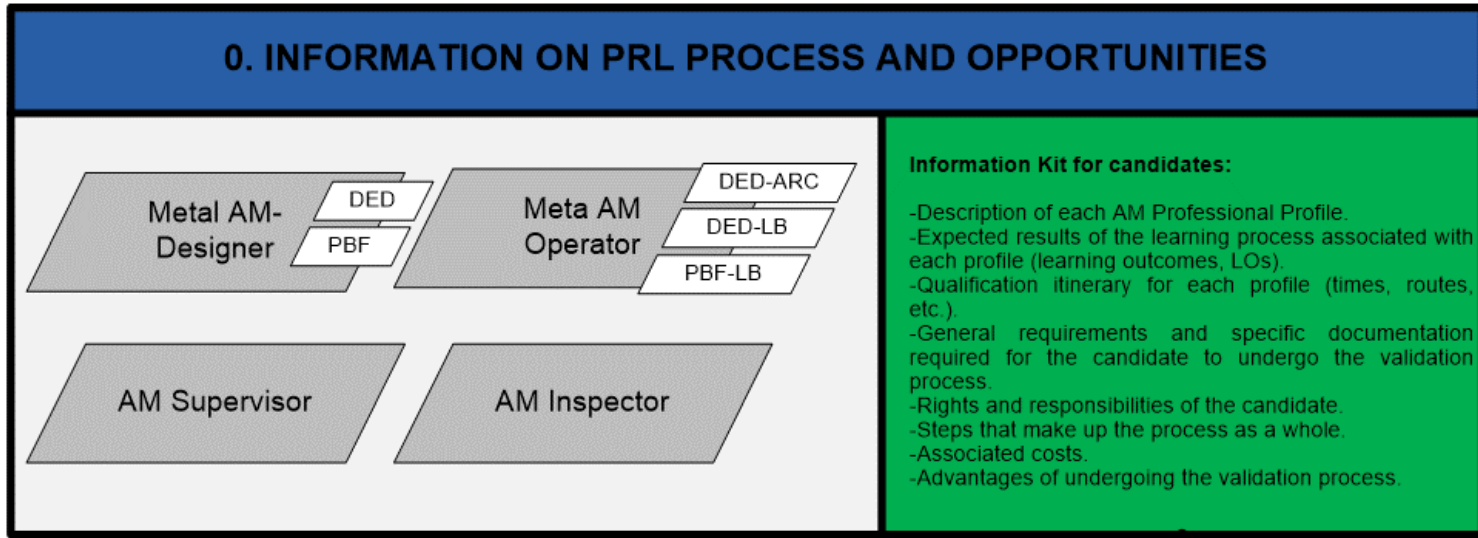 0. INFORMATION ON PRL PROCESS AND OPPORTUNITIES
Metal AM-
Designer
DED
PBF
Meta AM
Operator
DED-ARC
DED-LB
PBF-LB
AM Supervisor
AM Inspector
Information Kit for candidates:
-Description of each AM Professional Profile.
-Expected results of the learning process associated with
each profile (learning outcomes, LOs).
-Qualification itinerary for each profile (times, routes,
etc.).
-General requirements and specific documentation
required for the candidate to undergo the validation
process.
-Rights and responsibilities of the candidate.
-Steps that make up the process as a whole.
-Associated costs.
-Advantages of undergoing the validation process.